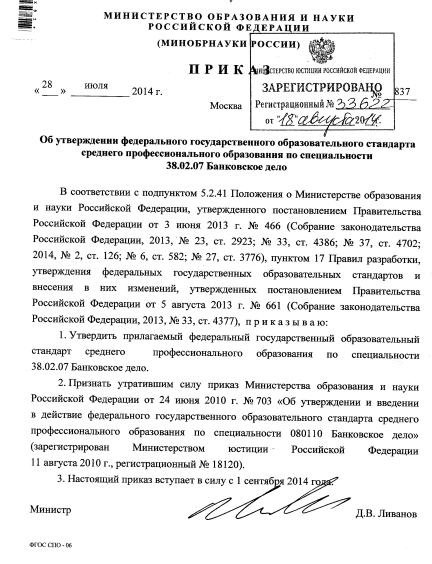 МИНИСТЕРСТВО ОБРАЗОВАНИЯ И НАУКИ
РОССИЙСКОЙ ФЕДЕРАЦИИ
(МИНОБРНАУКИ РОССИИ)
ПРИКАЗ
МИНИСТЕРСТВО ЮСТИЦИИ РОССИЙСКОЙ ФЕДЕРАЦИИ
ЗАРЕГИСТРИРОВАНО
Регистрационный № 33622
от "18" августа 2014.
« 28 » июля 2014 г.
№ 837
Москва
Об утверждении федерального государственного образовательного стандарта
среднего профессионального образования по специальности
38.02.07 Банковское дело
В соответствии с подпунктом 5.2.41 Положения о Министерстве образования
и науки Российской Федерации, утвержденного постановлением Правительства
Российской Федерации от 3 июня 2013 г. № 466 (Собрание законодательства
Российской Федерации, 2013, № 23, ст. 2923; № 33, ст. 4386; № 37, ст. 4702;
2014, № 2, ст. 126; № 6, ст. 582; № 27, ст. 3776), пунктом 17 Правил разработки,
утверждения федеральных государственных образовательных стандартов и
внесения в них изменений, утвержденных постановлением Правительства
Российской Федерации от 5 августа 2013 г. № 661 (Собрание законодательства
Российской Федерации, 2013, № 33, ст. 4377), приказываю:
1. Утвердить прилагаемый федеральный государственный образовательный
стандарт среднего профессионального образования по специальности
38.02.07 Банковское дело.
2. Признать утратившим силу приказ Министерства образования и науки
Российской Федерации от 24 июня 2010 г. № 703 «Об утверждении и введении
в действие федерального государственного образовательного стандарта среднего
профессионального образования по специальности 080110 Банковское дело»
(зарегистрирован Министерством юстиции Российской Федерации
11 августа 2010 г., регистрационный № 18120).
3. Настоящий приказ вступает в силу с 1 сентября 2014 года.
Министр
Д.В. Ливанов
ФГОС СПО - 06